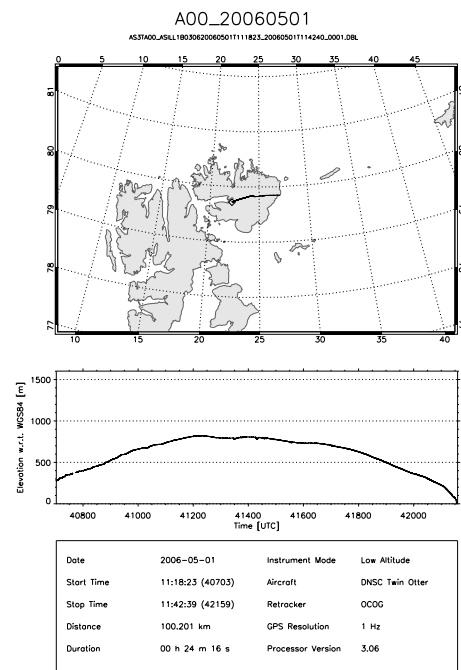 A00_20060501
AS3TA00_ASILL1B030620060501T111823_20060501T114240_0001.DBL
0 5 10 15 20 25 30 35 40 45
81
80
79
78
77
10 15 20 25 30 35 40
Elevation w.r.t. WGS84 [m]
1500
1000
500
0
40800 41000 41200 41400 41600 41800 42000
Time [UTC]
Date 2006-05-01 Instrument Mode Low Altitude
Start Time 11:18:23 (40703) Aircraft DNSC Twin Otter
Stop Time 11:42:39 (42159) Retracker OCOG
Distance 100.201 km GPS Resolution 1 Hz
Duration 00 h 24 m 16 s Processor Version 3.06